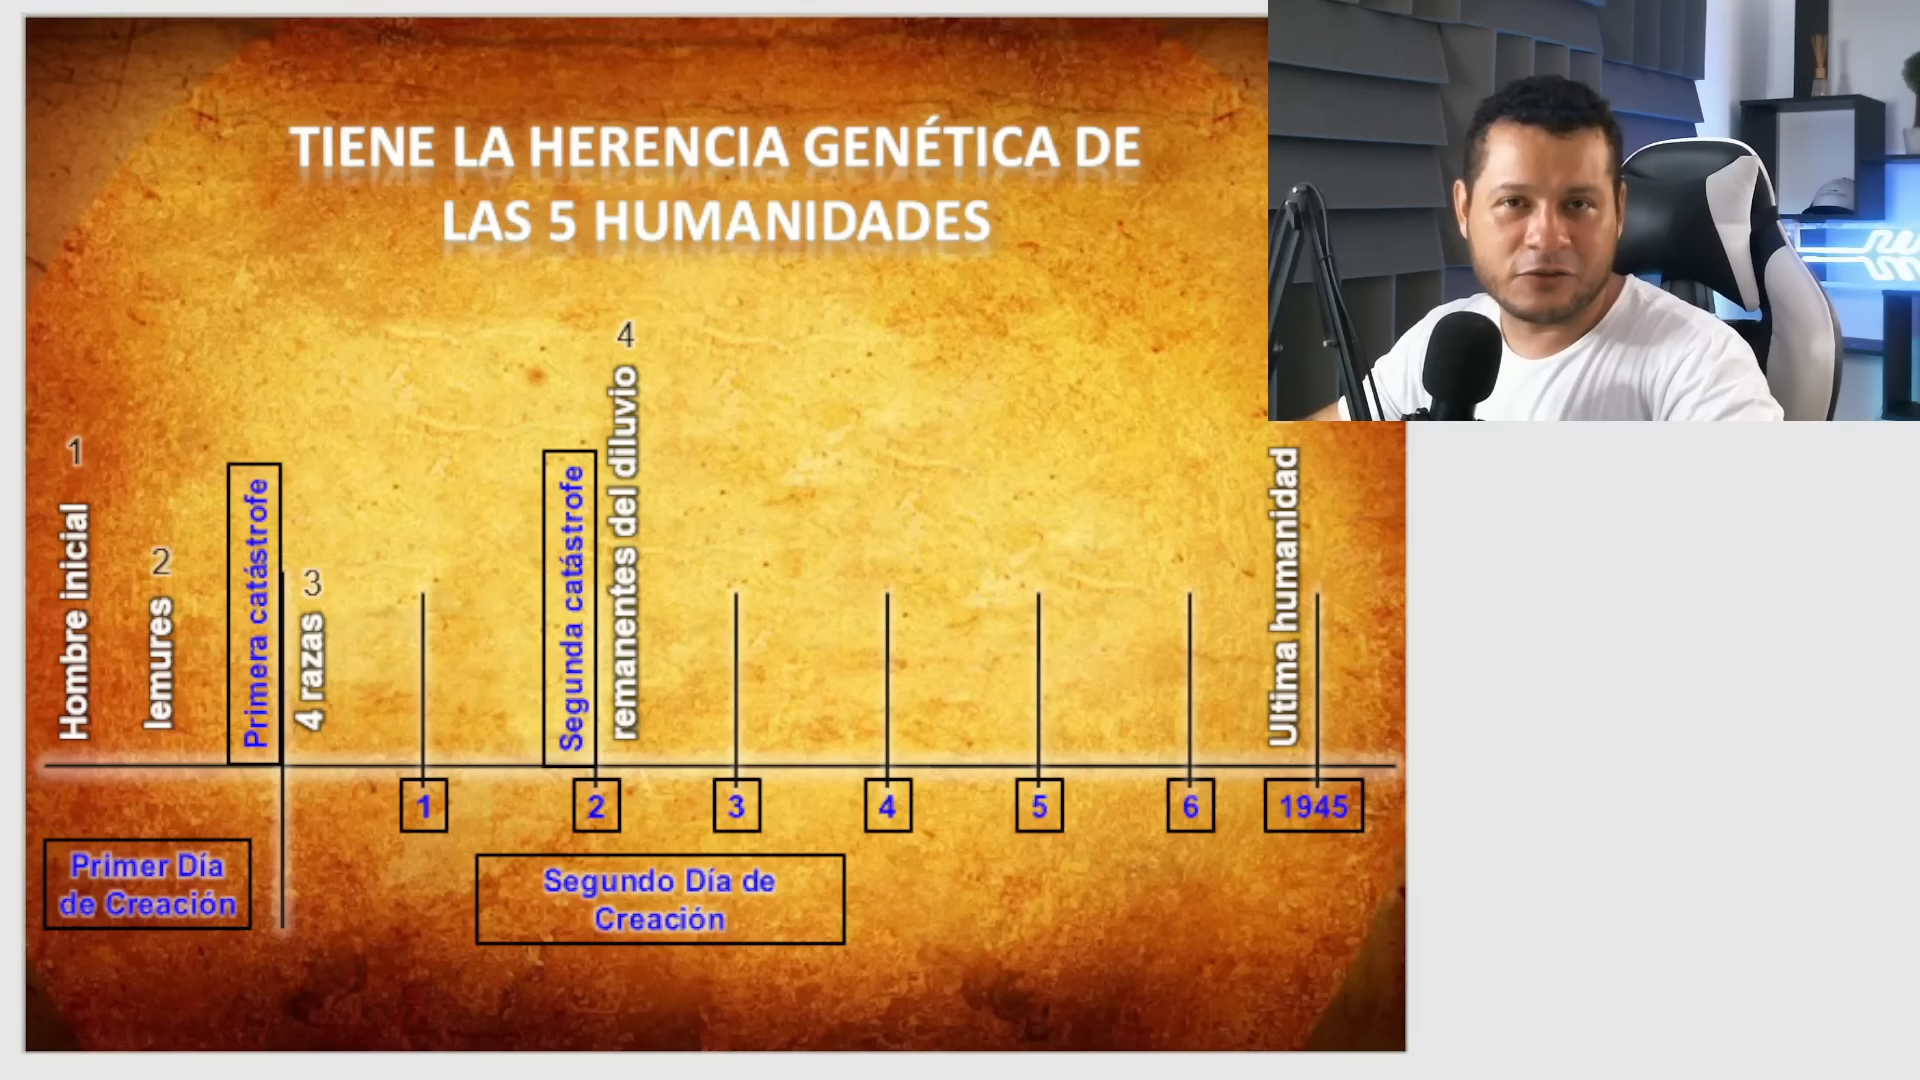 TIENE LA HERENCIA GENÉTICA DE
LAS 5 HUMANIDADES
1
Hombre inicial
2
lemures
Primera catástrofe
3
4 razas
Segunda catástrofe
4
remanentes del diluvio
Ultima humanidad
1
2
3
4
5
6
1945
Primer Día
de Creación
Segundo Día de
Creación